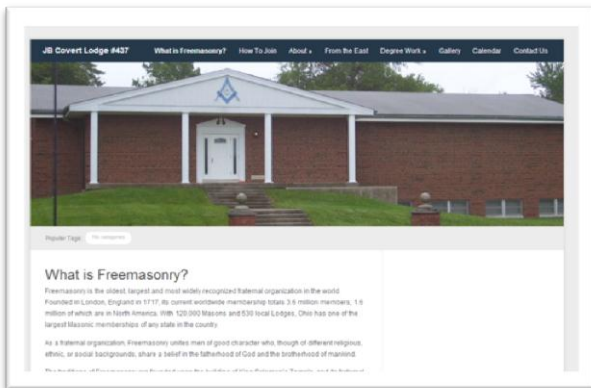 JB Covert Lodge #437 What is Freemasonry? How To Join About » From the East Degree Work » Gallery Calendar Contact Us
Popular Tags: No categories
What is Freemasonry?
Freemasonry is the oldest, largest and most widely recognized fraternal organization in the world.
Founded in London, England in 1717, its current worldwide membership totals 3.6 million members, 1.6
million of which are in North America. With 120,000 Masons and 530 local Lodges, Ohio has one of the
largest Masonic memberships of any state in the country.
As a fraternal organization, Freemasonry unites men of good character who, though of different religious,
ethnic, or social backgrounds, share a belief in the fatherhood of God and the brotherhood of mankind.